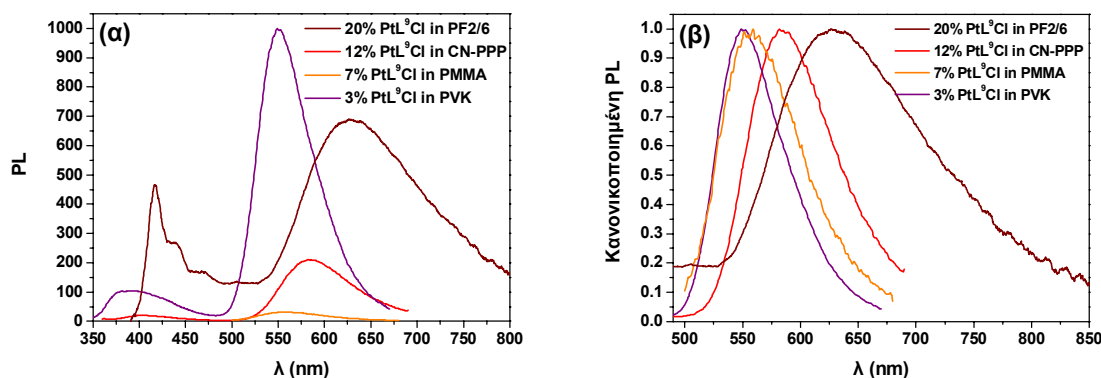 (α)
20% PtL⁹Cl in PF2/6
12% PtL⁹Cl in CN-PPP
7% PtL⁹Cl in PMMA
3% PtL⁹Cl in PVK
PL
1000
900
800
700
600
500
400
300
200
100
0
350 400 450 500 550 600 650 700 750 800
λ (nm)
(β)
20% PtL⁹Cl in PF2/6
12% PtL⁹Cl in CN-PPP
7% PtL⁹Cl in PMMA
3% PtL⁹Cl in PVK
Κανονικοποιημένη PL
1.0
0.9
0.8
0.7
0.6
0.5
0.4
0.3
0.2
0.1
0.0
500 550 600 650 700 750 800 850
λ (nm)